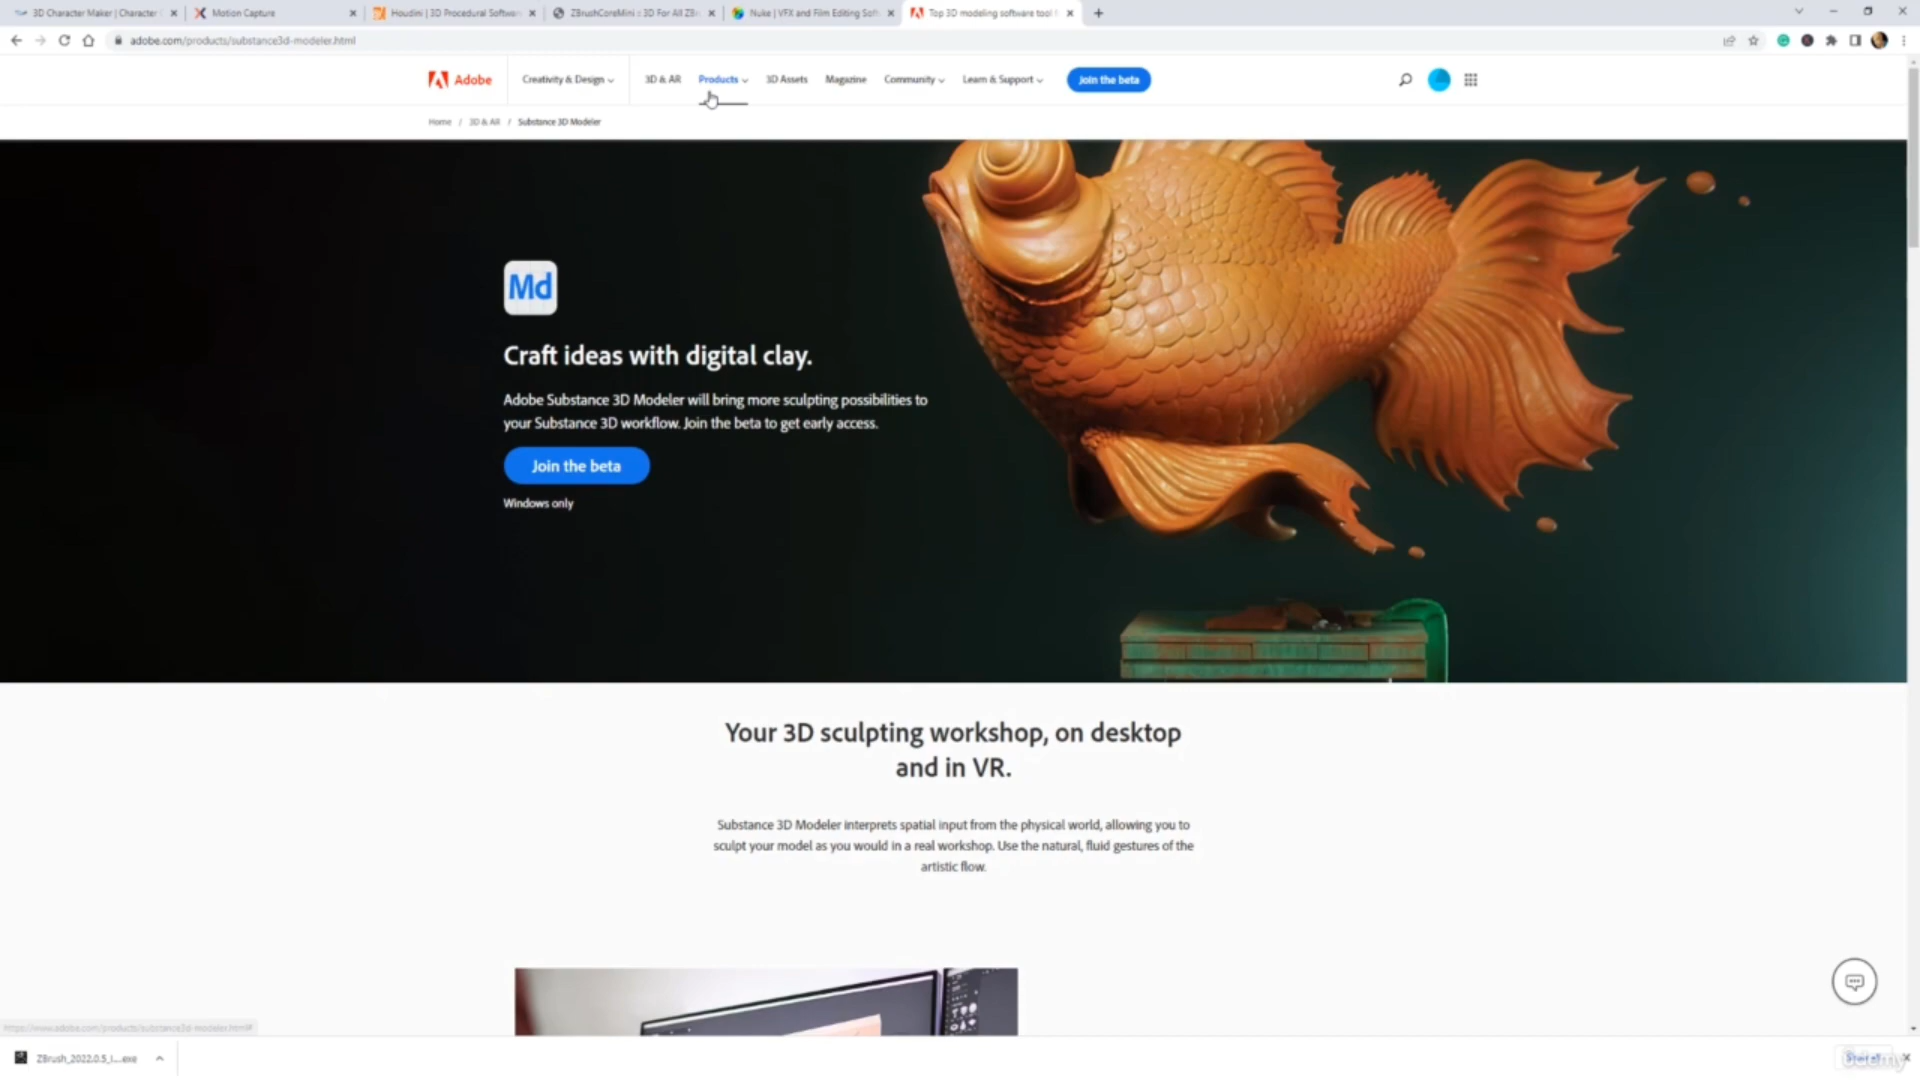 3D Character Maker | Character
Motion Capture
Houdini | 3D Procedural Software
ZBrushCoreMini :: 3D For All ZBr
Nuke | VFX and Film Editing Soft
Top 3D modeling software tool f
adobe.com/products/substance3d-modeler.html
Adobe
Creativity & Design
3D & AR
Products
3D Assets
Magazine
Community
Learn & Support
Join the beta
Home / 3D & AR / Substance 3D Modeler
Md
Craft ideas with digital clay.
Adobe Substance 3D Modeler will bring more sculpting possibilities to
your Substance 3D workflow. Join the beta to get early access.
Join the beta
Windows only
Your 3D sculpting workshop, on desktop
and in VR.
Substance 3D Modeler interprets spatial input from the physical world, allowing you to
sculpt your model as you would in a real workshop. Use the natural, fluid gestures of the
artistic flow.
https://www.adobe.com/products/substance3d-modeler.html#
ZBrush_2022.0.5_I....exe
Udemy